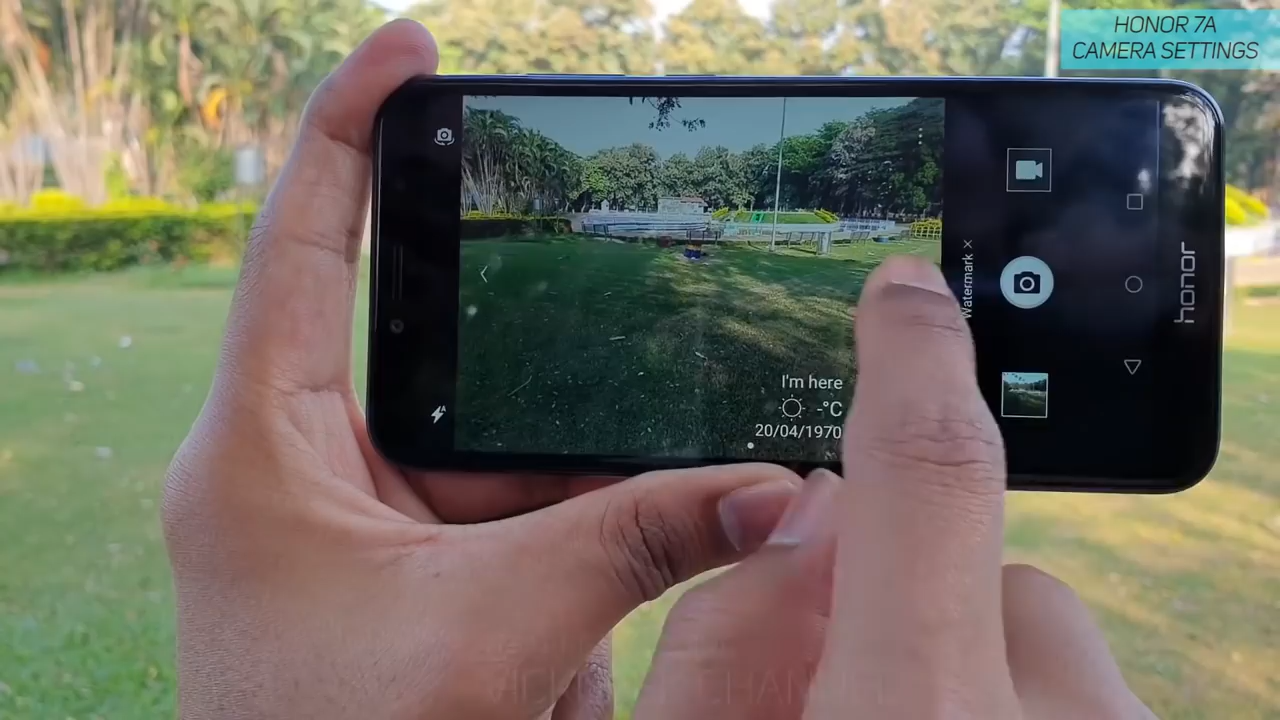 HONOR 7A
CAMERA SETTINGS
Watermark X
honor
I'm here
-°C
20/04/1970